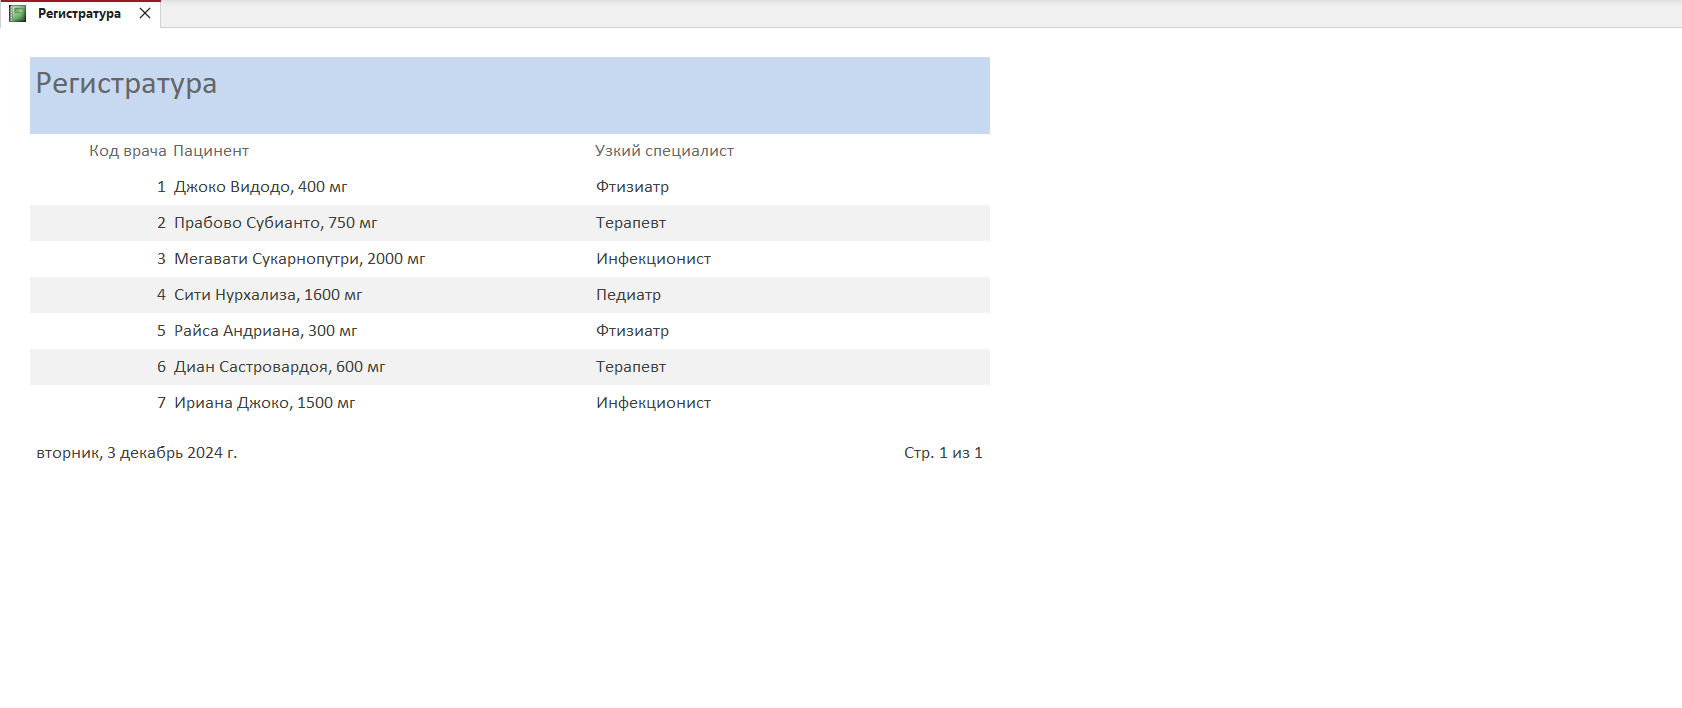 Регистратура
Регистратура
Код врача Пацинент Узкий специалист
1 Джоко Видодо, 400 мг Фтизиатр
2 Прабово Субианто, 750 мг Терапевт
3 Мегавати Сукарнопутри, 2000 мг Инфекционист
4 Сити Нурхализа, 1600 мг Педиатр
5 Райса Андриана, 300 мг Фтизиатр
6 Диан Састровардоя, 600 мг Терапевт
7 Ириана Джоко, 1500 мг Инфекционист
вторник, 3 декабрь 2024 г. Стр. 1 из 1